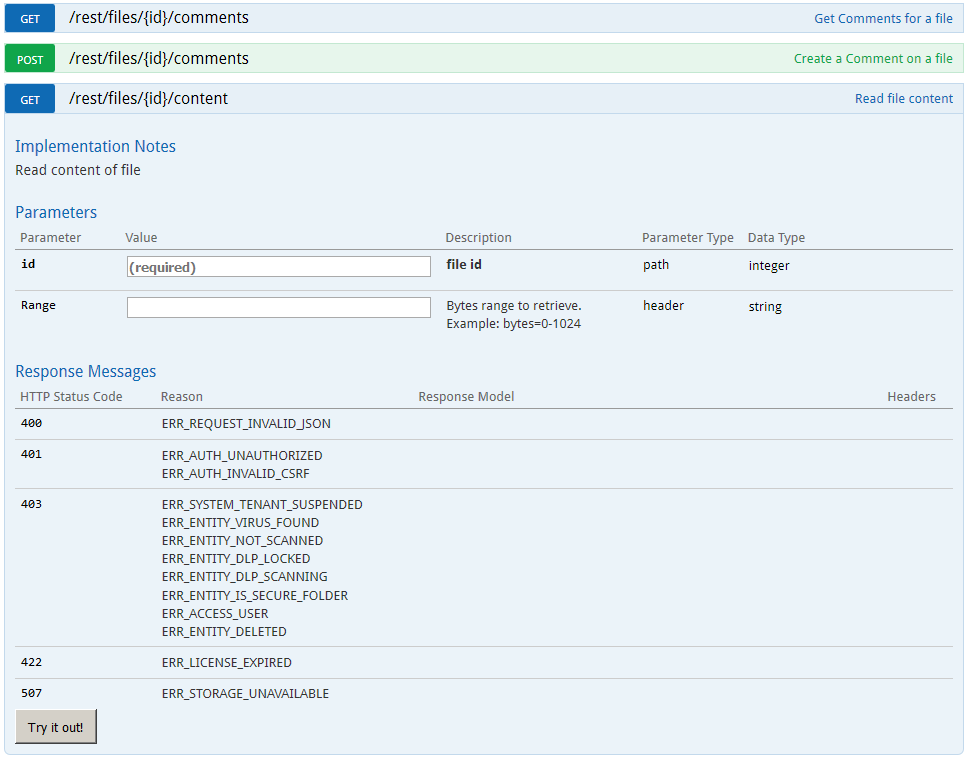 GET /rest/files/{id}/comments Get Comments for a file
POST /rest/files/{id}/comments Create a Comment on a file
GET /rest/files/{id}/content Read file content
Implementation Notes
Read content of file
Parameters
Parameter Value Description Parameter Type Data Type
id (required) file id path integer
Range Bytes range to retrieve. header string
Example: bytes=0-1024
Response Messages
HTTP Status Code Reason Response Model Headers
400 ERR_REQUEST_INVALID_JSON
401 ERR_AUTH_UNAUTHORIZED
ERR_AUTH_INVALID_CSRF
403 ERR_SYSTEM_TENANT_SUSPENDED
ERR_ENTITY_VIRUS_FOUND
ERR_ENTITY_NOT_SCANNED
ERR_ENTITY_DLP_LOCKED
ERR_ENTITY_DLP_SCANNING
ERR_ENTITY_IS_SECURE_FOLDER
ERR_ACCESS_USER
ERR_ENTITY_DELETED
422 ERR_LICENSE_EXPIRED
507 ERR_STORAGE_UNAVAILABLE
Try it out!